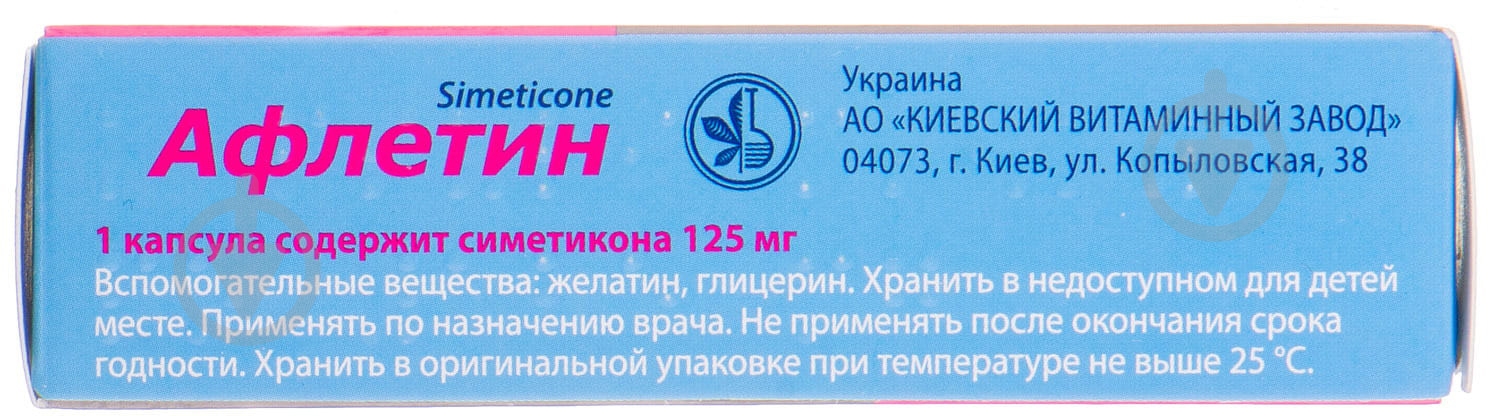 Simeticone
Афлетин
Украина
АО «КИЕВСКИЙ ВИТАМИННЫЙ ЗАВОД»
04073, г. Киев, ул. Копыловская, 38
1 капсула содержит симетикона 125 мг
Вспомогательные вещества: желатин, глицерин. Хранить в недоступном для детей
месте. Применять по назначению врача. Не применять после окончания срока
годности. Хранить в оригинальной упаковке при температуре не выше 25 °С.